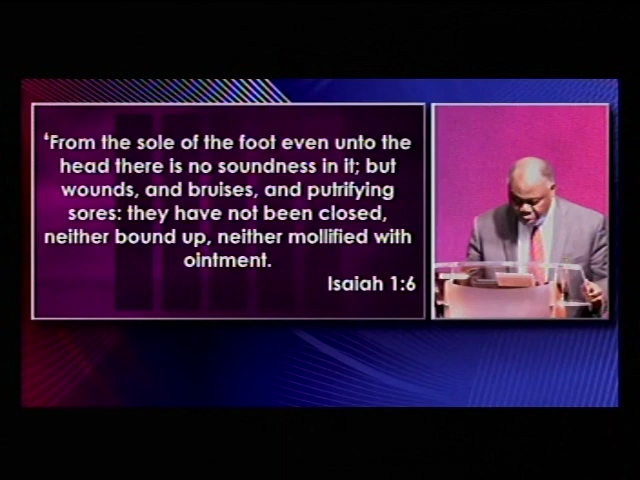 ‘From the sole of the foot even unto the
head there is no soundness in it; but
wounds, and bruises, and putrifying
sores: they have not been closed,
neither bound up, neither mollified with
ointment.
Isaiah 1:6